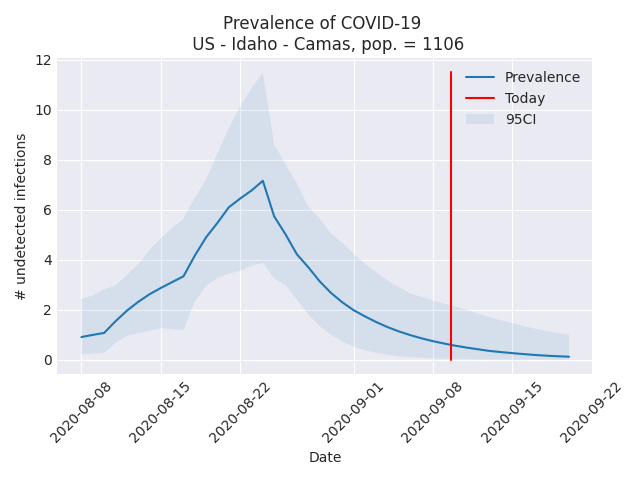 Prevalence of COVID-19
US - Idaho - Camas, pop. = 1106
12
10
8
6
4
2
0
# undetected infections
Prevalence
Today
95CI
2020-08-08
2020-08-15
2020-08-22
2020-09-01
2020-09-08
2020-09-15
2020-09-22
Date